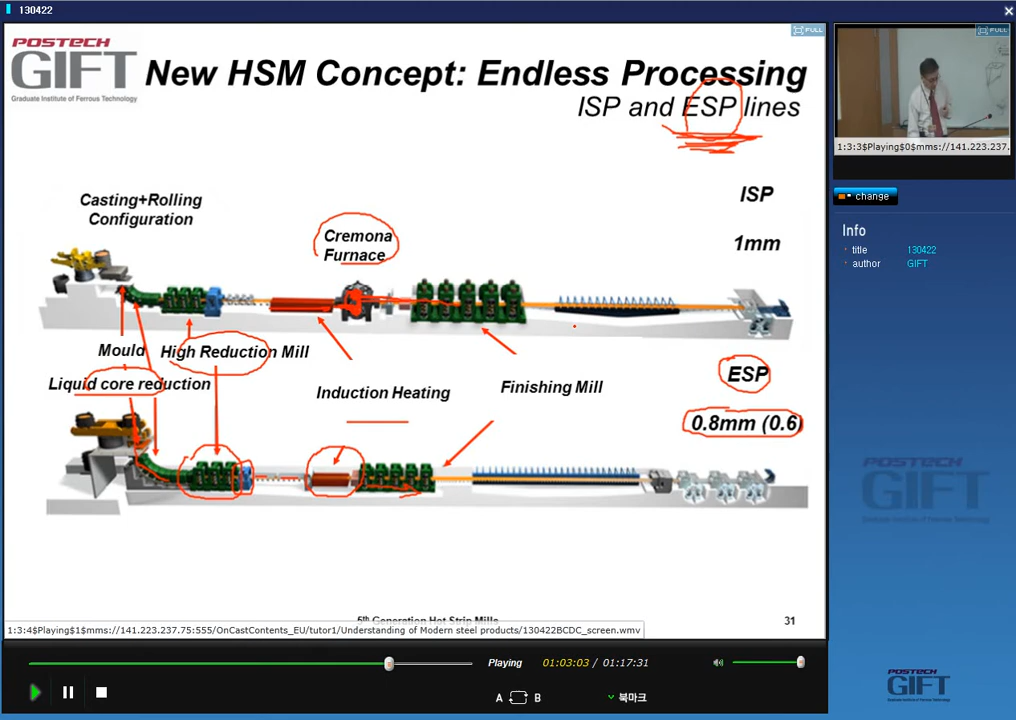 130422
POSTECH
GIFT
Graduate Institute of Ferrous Technology
New HSM Concept: Endless Processing
ISP and ESP lines
FULL
FULL
1:3:3$Playing$0$mms://141.223.237.
change
Info
title 130422
author GIFT
Casting+Rolling
Configuration
Cremona
Furnace
ISP
1mm
Mould
High Reduction Mill
Liquid core reduction
Induction Heating
Finishing Mill
ESP
0.8mm (0.6)
POSTECH
GIFT
Graduate Institute of Ferrous Technology
5th Generation Hot Strip Mills
31
1:3:4$Playing$1$mms://141.223.237.75:555/OnCastContents_EU/tutor1/Understanding of Modern steel products/130422BCDC_screen.wmv
Playing
01:03:03 / 01:17:31
A B
북마크
POSTECH
GIFT